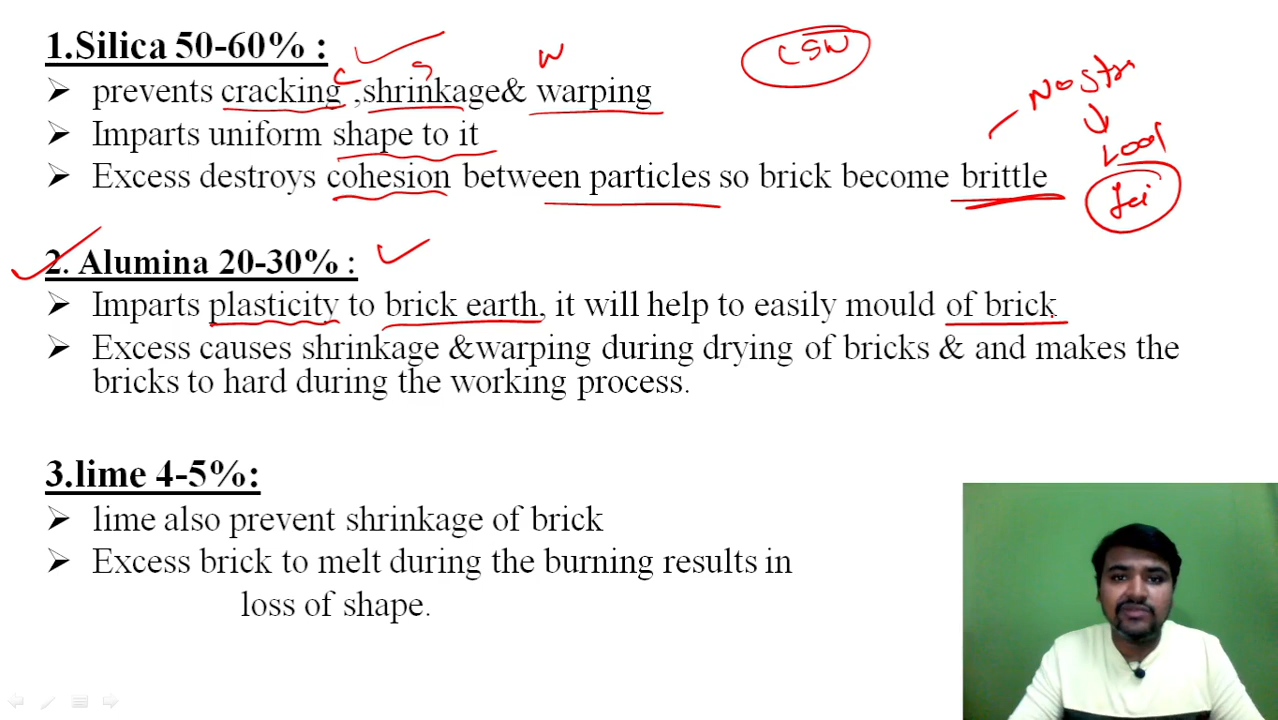 1.Silica 50-60% :
C S W
CSW
➢ prevents cracking ,shrinkage& warping
➢ Imparts uniform shape to it
➢ Excess destroys cohesion between particles so brick become brittle
2. Alumina 20-30% :
➢ Imparts plasticity to brick earth, it will help to easily mould of brick
➢ Excess causes shrinkage &warping during drying of bricks & and makes the
bricks to hard during the working process.
3.lime 4-5%:
➢ lime also prevent shrinkage of brick
➢ Excess brick to melt during the burning results in
loss of shape.